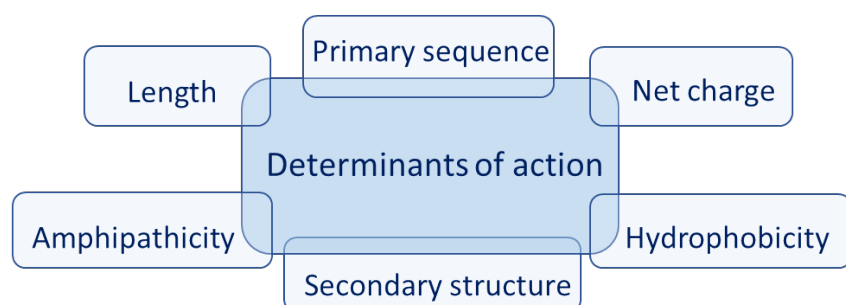 Primary sequence
Length
Net charge
Determinants of action
Amphipathicity
Hydrophobicity
Secondary structure